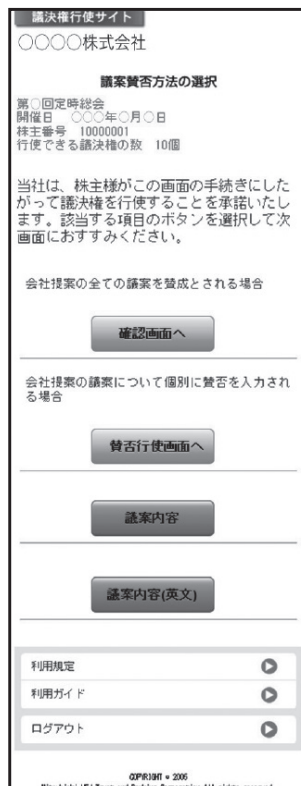 議決権行使サイト
○○○○株式会社
議案賛否方法の選択
第○回定時総会
開催日　○○○年○月○日
株主番号　10000001
行使できる議決権の数　10個
当社は、株主様がこの画面の手続きにした
がって議決権を行使することを承諾いたし
ます。該当する項目のボタンを選択して次
画面におすすみください。
会社提案の全ての議案を賛成とされる場合
確認画面へ
会社提案の議案について個別に賛否を入力され
る場合
賛否行使画面へ
議案内容
議案内容(英文)
利用規定
利用ガイド
ログアウト
COPYRIGHT © 2006